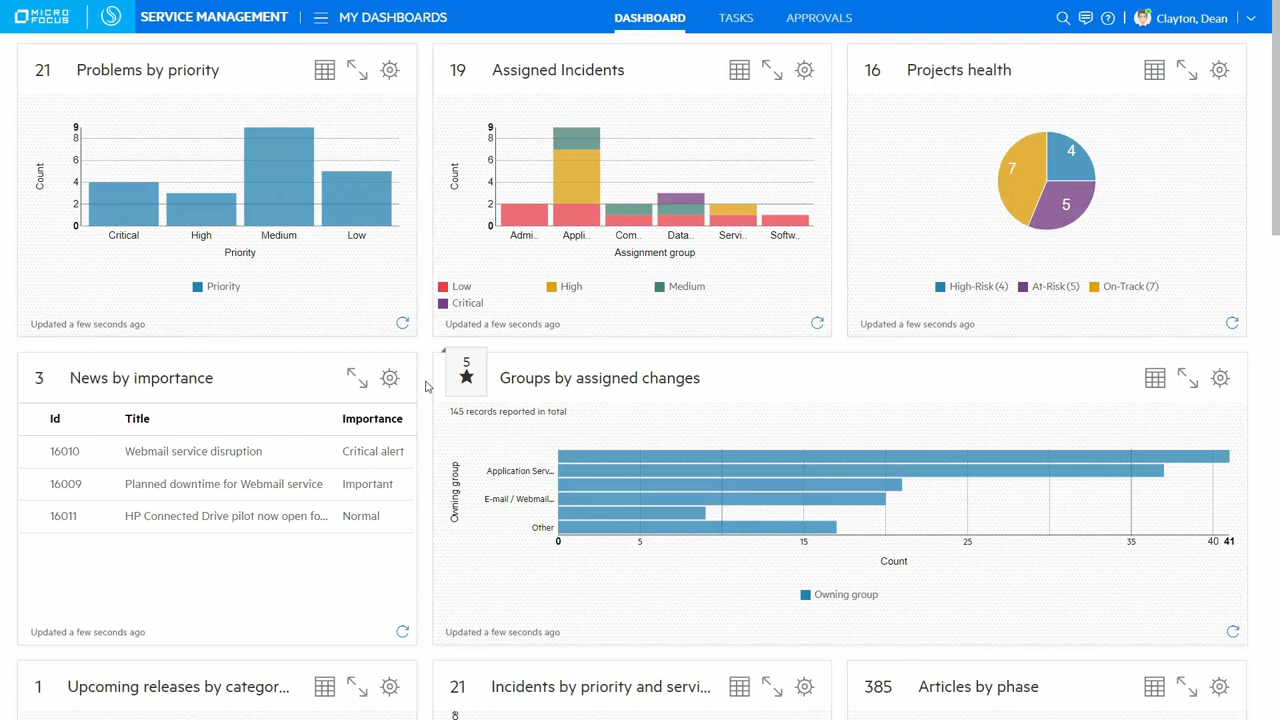 MICRO FOCUS
SERVICE MANAGEMENT
MY DASHBOARDS
DASHBOARD
TASKS
APPROVALS
Clayton, Dean
21 Problems by priority
9
8
6
4
2
0
Count
Critical High Medium Low
Priority
Priority
Updated a few seconds ago
19 Assigned Incidents
9
8
6
4
2
0
Count
Admi.. Appli.. Com... Data.. Servi.. Softw..
Assignment group
Low High Medium
Critical
Updated a few seconds ago
16 Projects health
4
7
5
High-Risk (4) At-Risk (5) On-Track (7)
Updated a few seconds ago
3 News by importance
Id Title Importance
16010 Webmail service disruption Critical alert
16009 Planned downtime for Webmail service Important
16011 HP Connected Drive pilot now open fo... Normal
Updated a few seconds ago
5
Groups by assigned changes
145 records reported in total
Owning group
Application Serv...
E-mail / Webmail...
Other
0 5 15 25 35 40 41
Count
Owning group
Updated a few seconds ago
1 Upcoming releases by categor...
21 Incidents by priority and servi...
8
385 Articles by phase